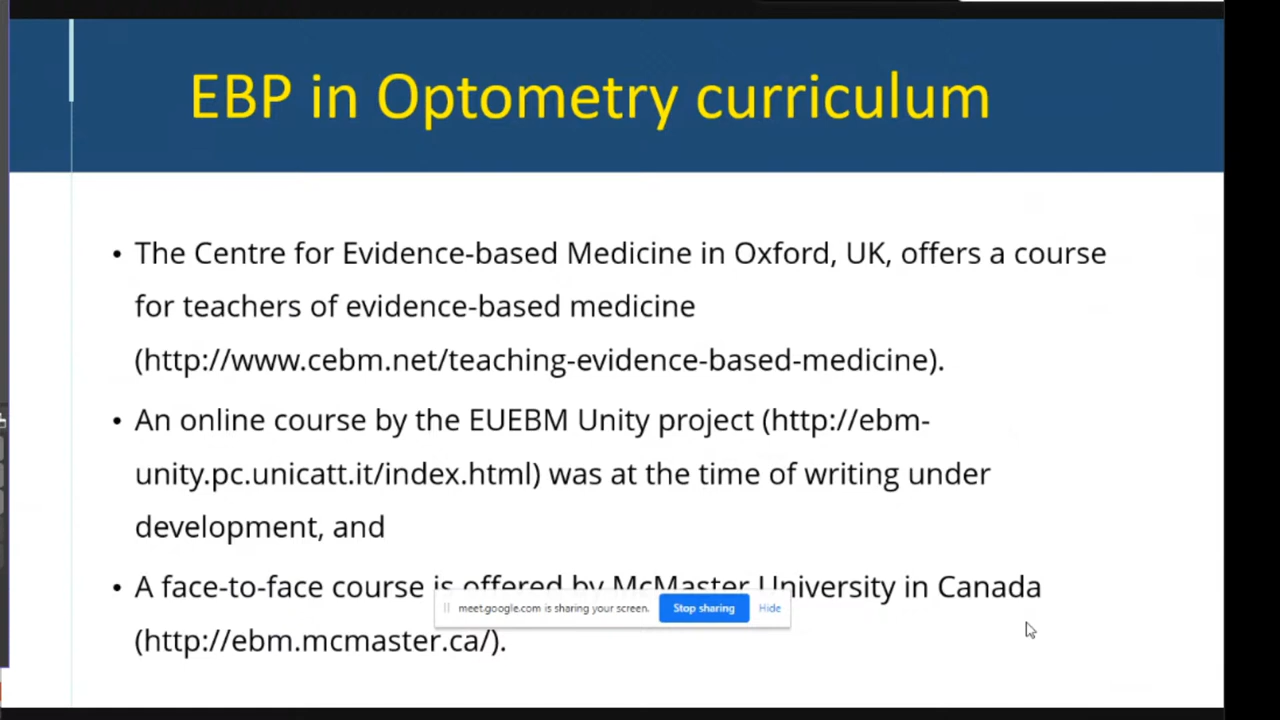 EBP in Optometry curriculum
• The Centre for Evidence-based Medicine in Oxford, UK, offers a course
for teachers of evidence-based medicine
(http://www.cebm.net/teaching-evidence-based-medicine).
• An online course by the EUEBM Unity project (http://ebm-
unity.pc.unicatt.it/index.html) was at the time of writing under
development, and
• A face-to-face course is offered by McMaster University in Canada
meet.google.com is sharing your screen. Stop sharing Hide
(http://ebm.mcmaster.ca/).